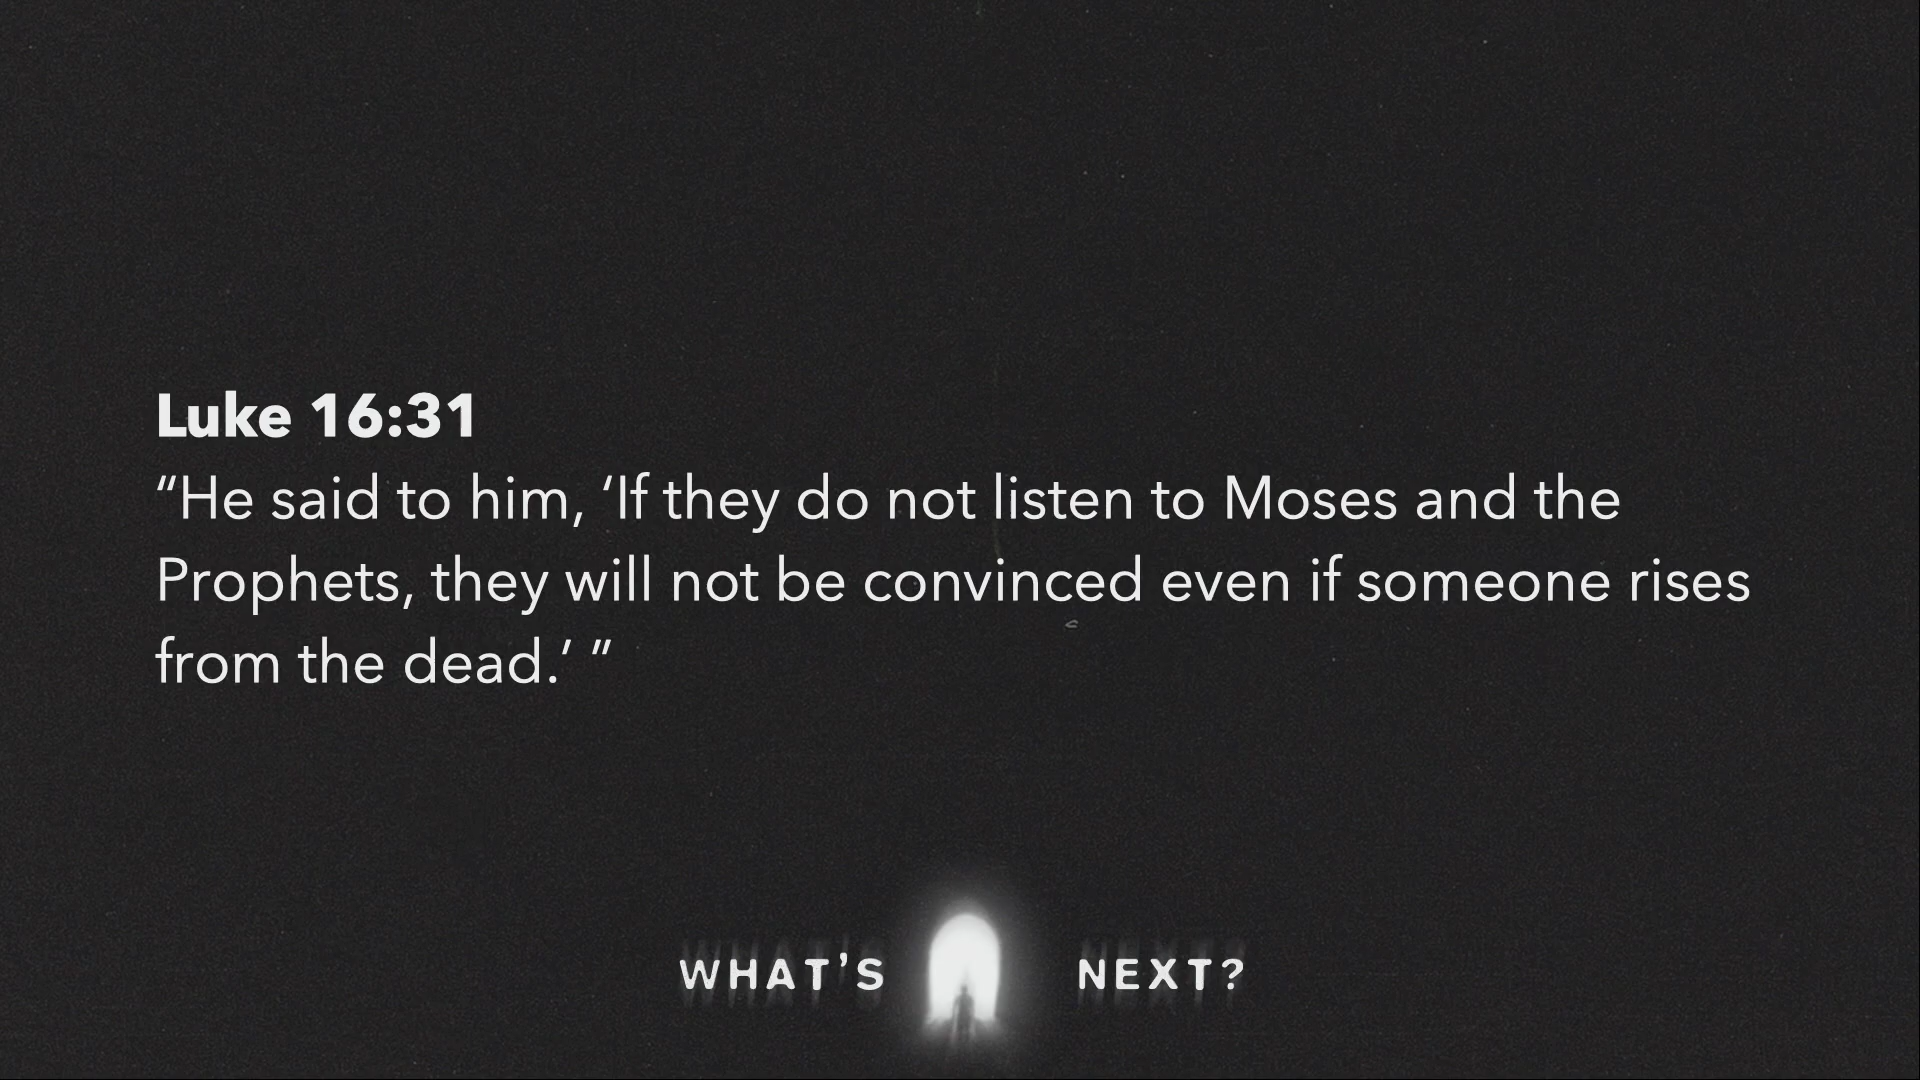 Luke 16:31
“He said to him, ‘If they do not listen to Moses and the
Prophets, they will not be convinced even if someone rises
from the dead.’ ”
WHAT’S NEXT?